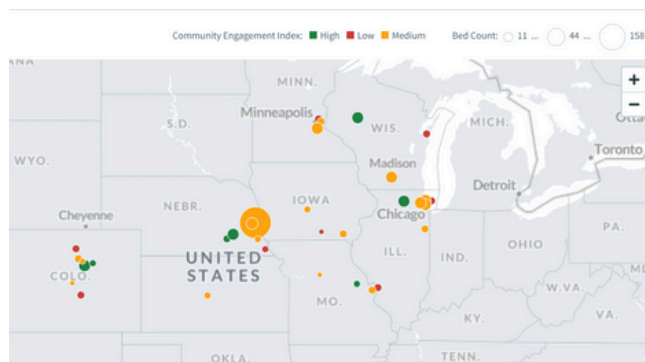 Community Engagement Index: High Low Medium Bed Count: 11 ... 44 ... 158
MINN.
Minneapolis
S.D.
WIS.
MICH.
Toronto
WYO.
Madison
Detroit
NEBR.
IOWA
Cheyenne
Chicago
PA.
UNITED
STATES
ILL.
IND.
OHIO
COLO.
MO.
W.VA.
VA.
KY.
OKLA.
TENN.
+
−